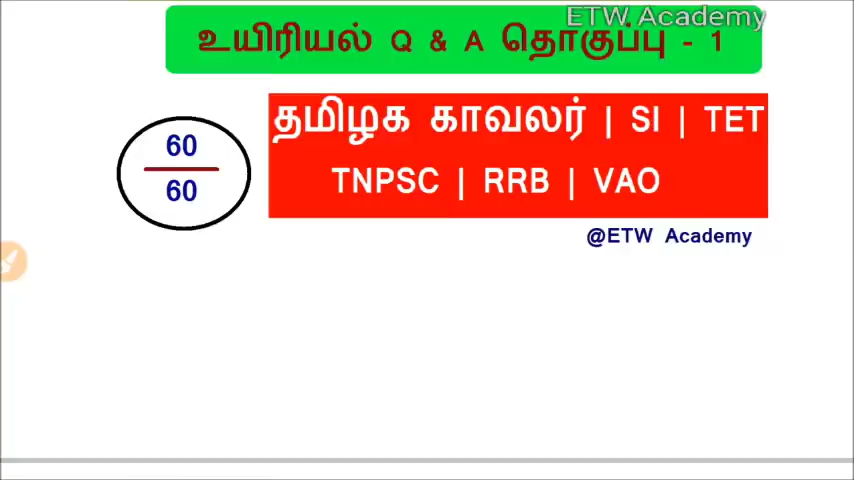 ETW Academy
உயிரியல் Q & A தொகுப்பு - 1
தமிழக காவலர் | SI | TET
TNPSC | RRB | VAO
60
60
@ETW Academy